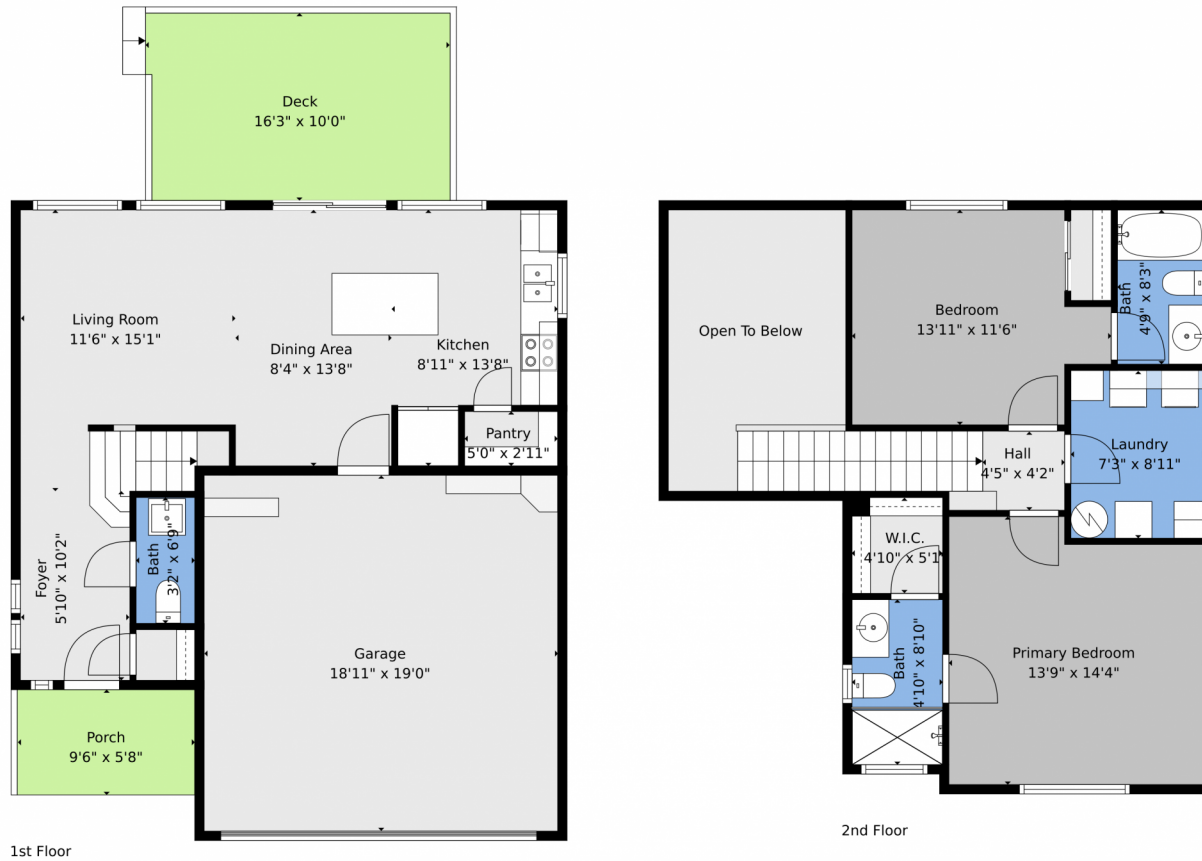 Deck
16'3" x 10'0"
Living Room
11'6" x 15'1"
Dining Area
8'4" x 13'8"
Kitchen
8'11" x 13'8"
Pantry
5'0" x 2'11"
Bath
3'2" x 6'9"
Foyer
5'10" x 10'2"
Garage
18'11" x 19'0"
Porch
9'6" x 5'8"
1st Floor
Open To Below
Bedroom
13'11" x 11'6"
Bath
4'9" x 8'3"
Laundry
7'3" x 8'11"
Hall
4'5" x 4'2"
W.I.C.
4'10" x 5'1
Bath
4'10" x 8'10"
Primary Bedroom
13'9" x 14'4"
2nd Floor